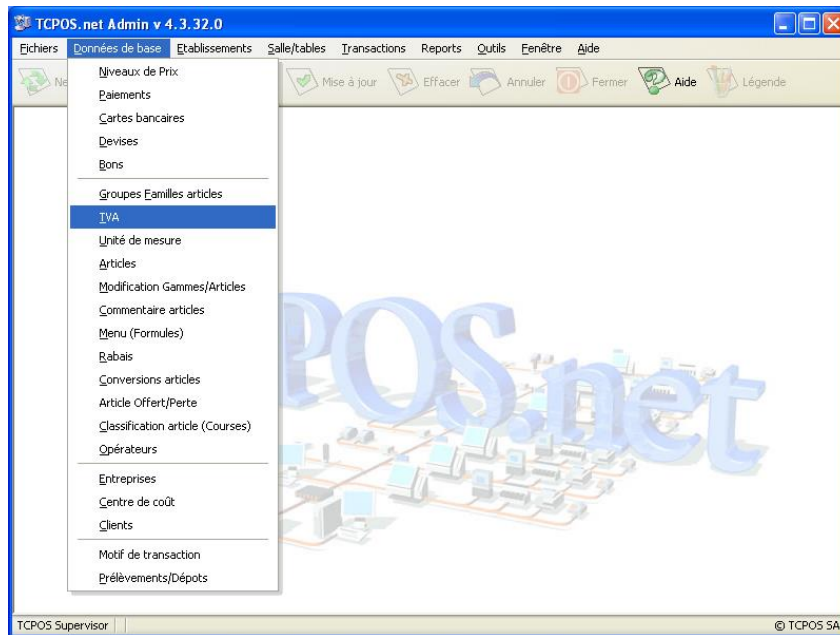 TCPOS.net Admin v 4.3.32.0
Fichiers Données de base Etablissements Salle/tables Transactions Reports Outils Fenêtre Aide
Ne Mise à jour Effacer Annuler Fermer Aide Légende
Niveaux de Prix
Paiements
Cartes bancaires
Devises
Bons
Groupes Familles articles
TVA
Unité de mesure
Articles
Modification Gammes/Articles
Commentaire articles
Menu (Formules)
Rabais
Conversions articles
Article Offert/Perte
Classification article (Courses)
Opérateurs
Entreprises
Centre de coût
Clients
Motif de transaction
Prélèvements/Dépots
POS.net
TCPOS Supervisor © TCPOS SA